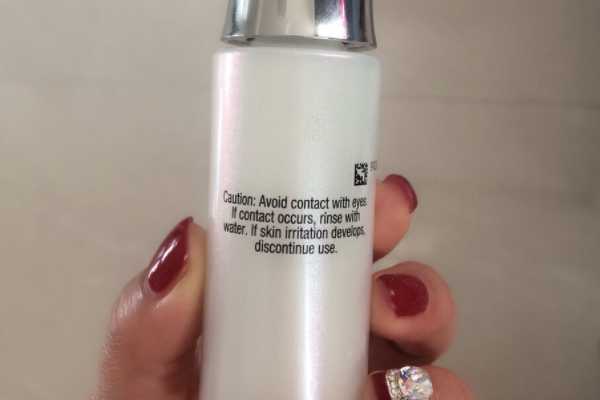 Caution: Avoid contact with eyes.
If contact occurs, rinse with
water. If skin irritation develops,
discontinue use.